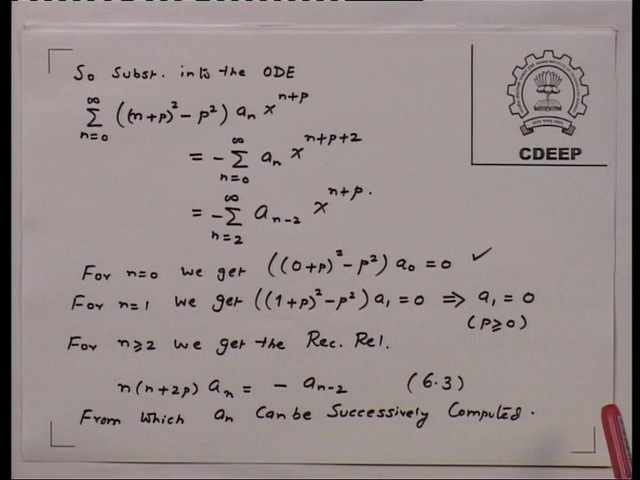 So Subst. into the ODE
∞ ∑ n=0 ((n+p)² - p²) aₙ x^{n+p}
= - ∞ ∑ n=0 aₙ x^{n+p+2}
= - ∞ ∑ n=2 a_{n-2} x^{n+p}.
For n=0 we get ((0+p)² - p²) a₀ = 0 ✓
For n=1 we get ((1+p)² - p²) a₁ = 0 ⟹ a₁ = 0
(p ≥ 0)
For n ≥ 2 we get the Rec. Rel.
n(n+2p) aₙ = - a_{n-2} (6.3)
From which aₙ can be Successively Computed.
CDEEP